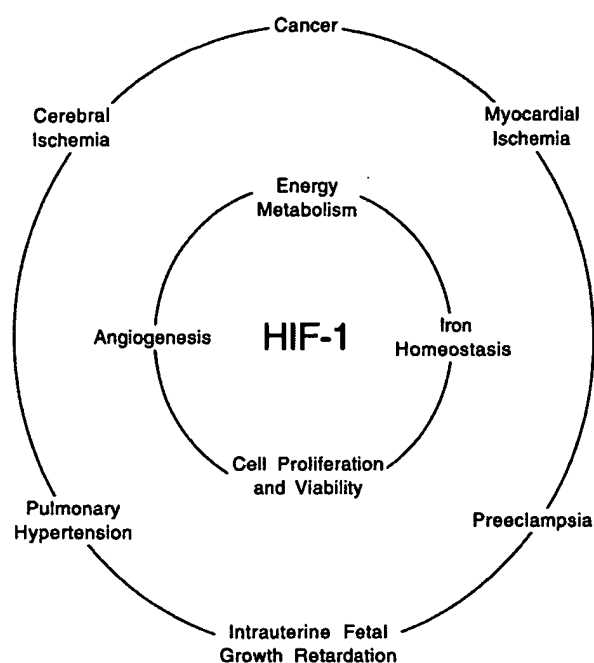 Cancer
Cerebral
Ischemia
Myocardial
Ischemia
Energy
Metabolism
Angiogenesis
HIF-1
Iron
Homeostasis
Cell Proliferation
and Viability
Pulmonary
Hypertension
Preeclampsia
Intrauterine Fetal
Growth Retardation